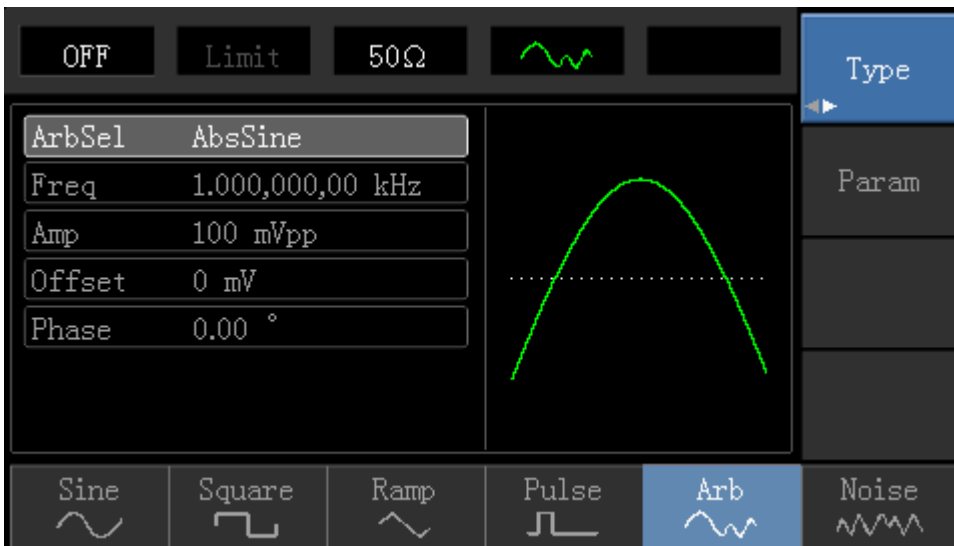 OFF Limit 50Ω
Type
ArbSel AbsSine
Freq 1.000,000,00 kHz
Param
Amp 100 mVpp
Offset 0 mV
Phase 0.00 °
Sine Square Ramp Pulse Arb Noise